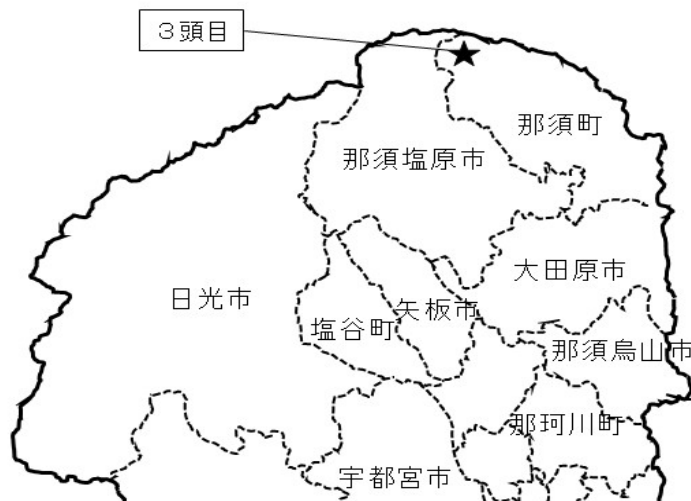 ３頭目
那須町
那須塩原市
大田原市
日光市
矢板市
塩谷町
那須烏山市
那珂川町
宇都宮市